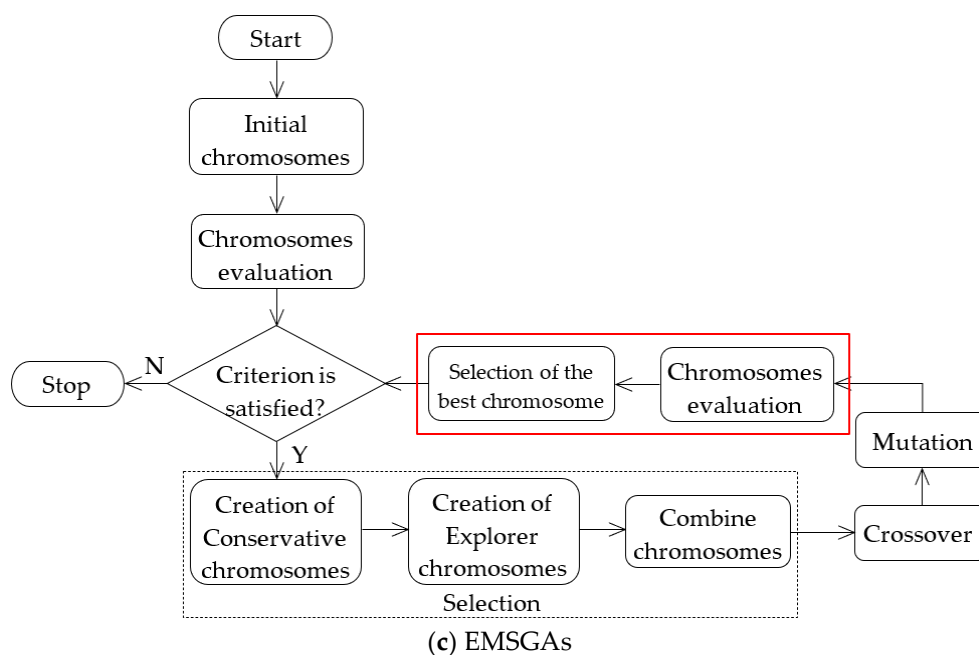 Start
Initial
chromosomes
Chromosomes
evaluation
Criterion is
satisfied?
N
Stop
Y
Selection of the
best chromosome
Chromosomes
evaluation
Mutation
Crossover
Creation of
Conservative
chromosomes
Creation of
Explorer
chromosomes
Combine
chromosomes
Selection
(c) EMSGAs